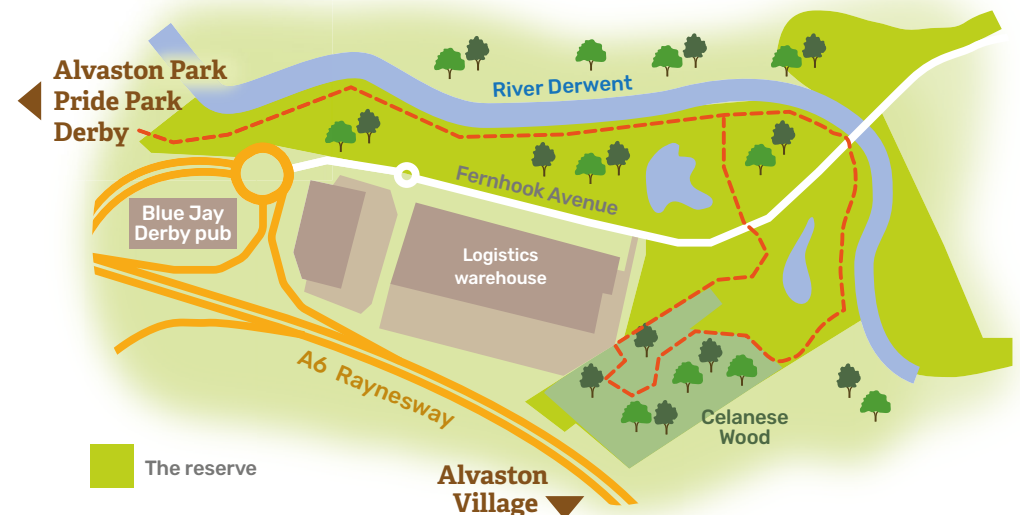 Alvaston Park
Pride Park
Derby
River Derwent
Fernhook Avenue
Blue Jay
Derby pub
Logistics
warehouse
A6 Raynesway
Celanese
Wood
The reserve
Alvaston
Village